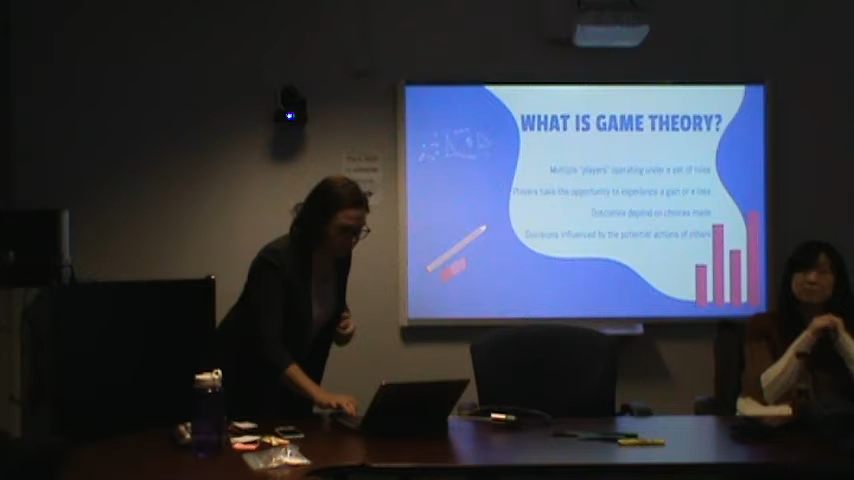 WHAT IS GAME THEORY?
Multiple "players" operating under a set of rules
Players have the opportunity to experience a gain or a loss
Outcomes depend on choices made
Decisions influenced by the potential actions of others